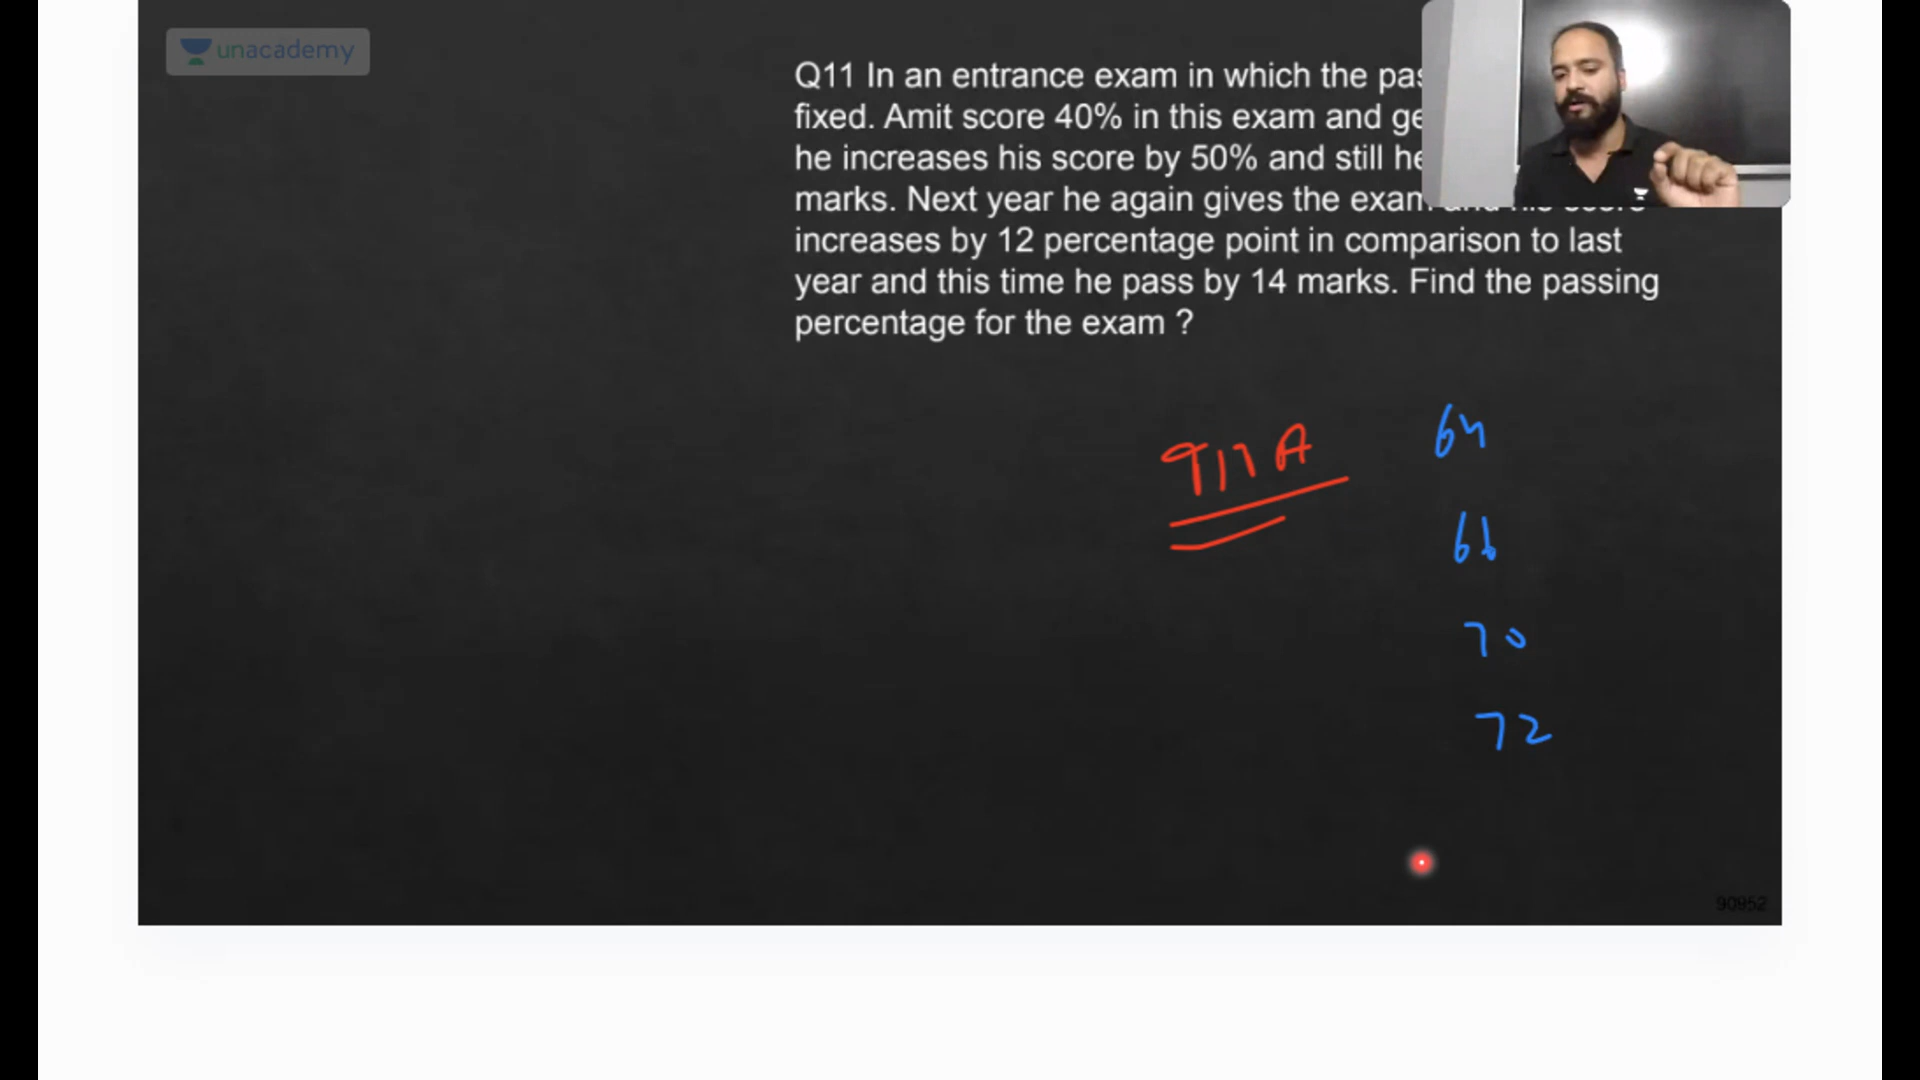 unacademy
Q11 In an entrance exam in which the pas
fixed. Amit score 40% in this exam and ge
he increases his score by 50% and still he
marks. Next year he again gives the exam
increases by 12 percentage point in comparison to last
year and this time he pass by 14 marks. Find the passing
percentage for the exam ?
64
66
70
72
90952